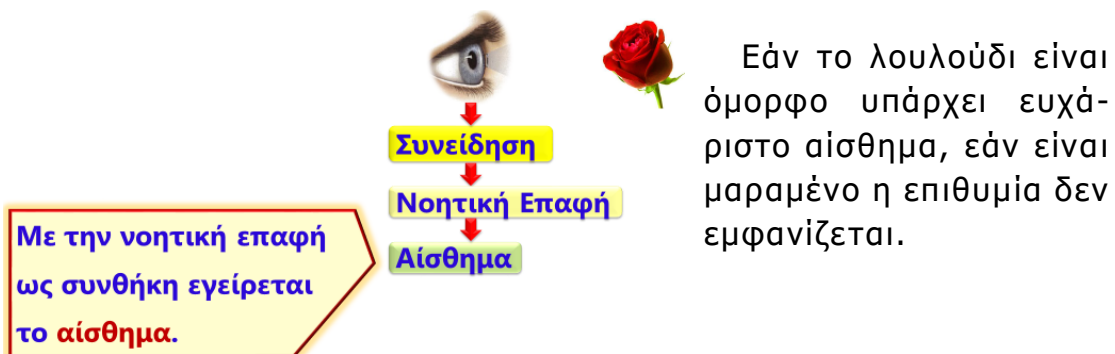 Εάν το λουλούδι είναι
όμορφο υπάρχει ευχά-
ριστο αίσθημα, εάν είναι
μαραμένο η επιθυμία δεν
εμφανίζεται.
Συνείδηση
Νοητική Επαφή
Αίσθημα
Με την νοητική επαφή
ως συνθήκη εγείρεται
το αίσθημα.